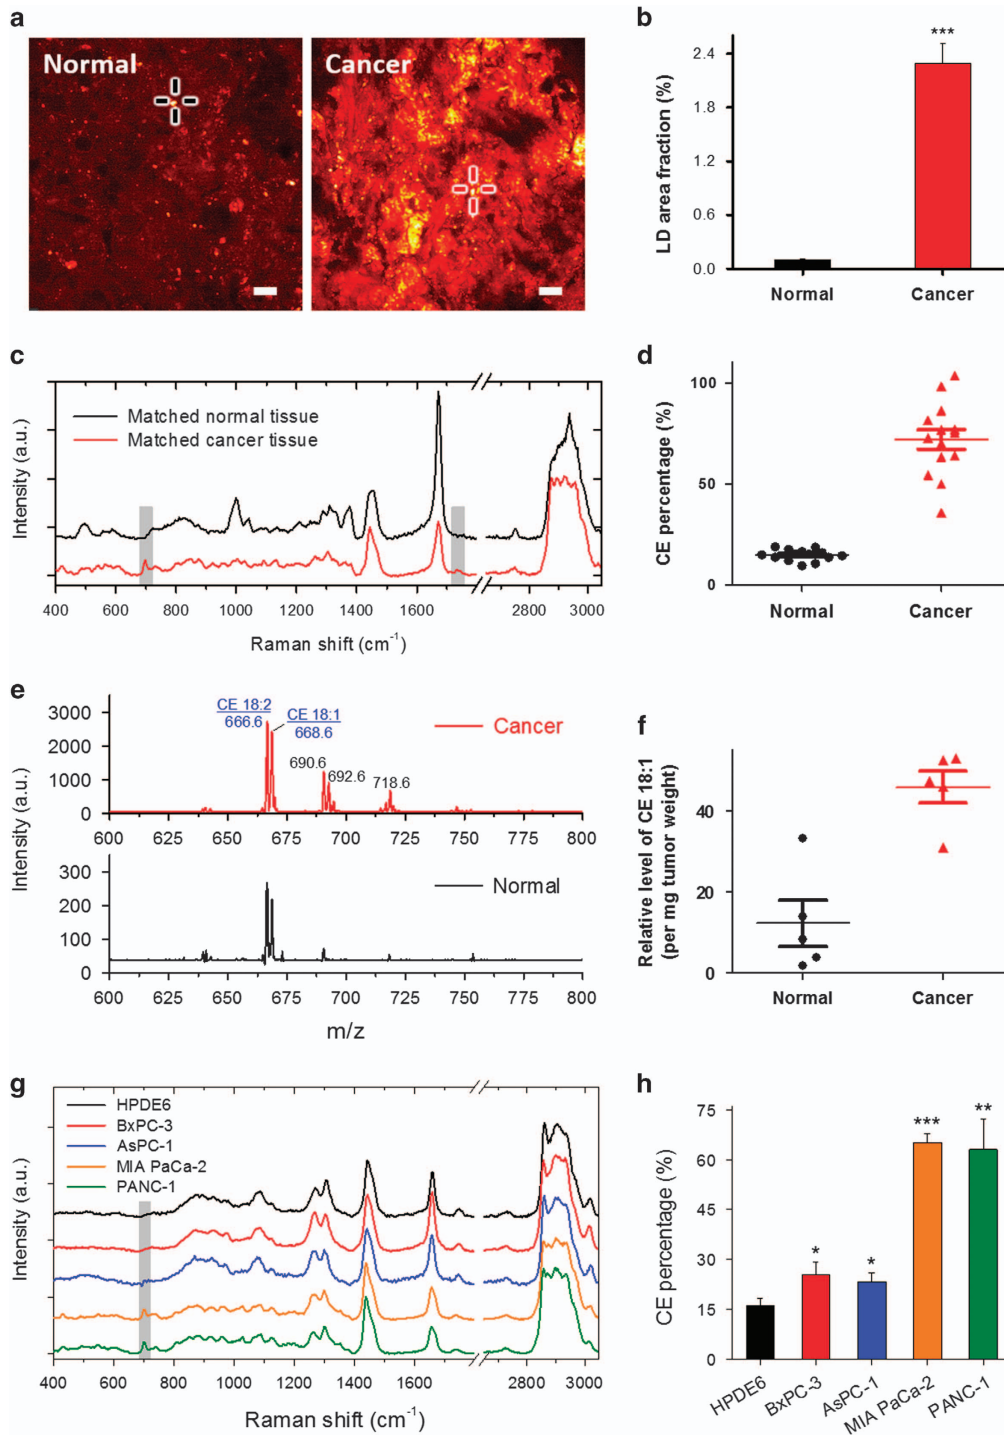 a
Normal
Cancer
b
LD area fraction (%)
2.4
1.8
1.2
0.6
0.0
***
Normal Cancer
c
Intensity (a.u.)
Matched normal tissue
Matched cancer tissue
400 600 800 1000 1200 1400 1600 2800 3000
Raman shift (cm-1)
d
CE percentage (%)
100
50
0
Normal Cancer
e
Intensity (a.u.)
3000
2000
1000
0
CE 18:2
666.6
CE 18:1
668.6
690.6
692.6
718.6
Cancer
600 625 650 675 700 725 750 775 800
300
200
100
0
Normal
600 625 650 675 700 725 750 775 800
m/z
f
Relative level of CE 18:1
(per mg tumor weight)
40
20
0
Normal Cancer
g
Intensity (a.u.)
HPDE6
BxPC-3
AsPC-1
MIA PaCa-2
PANC-1
400 600 800 1000 1200 1400 1600 2800 3000
Raman shift (cm-1)
h
CE percentage (%)
75
60
45
30
15
0
*
*
***
**
HPDE6
BxPC-3
AsPC-1
MIA PaCa-2
PANC-1